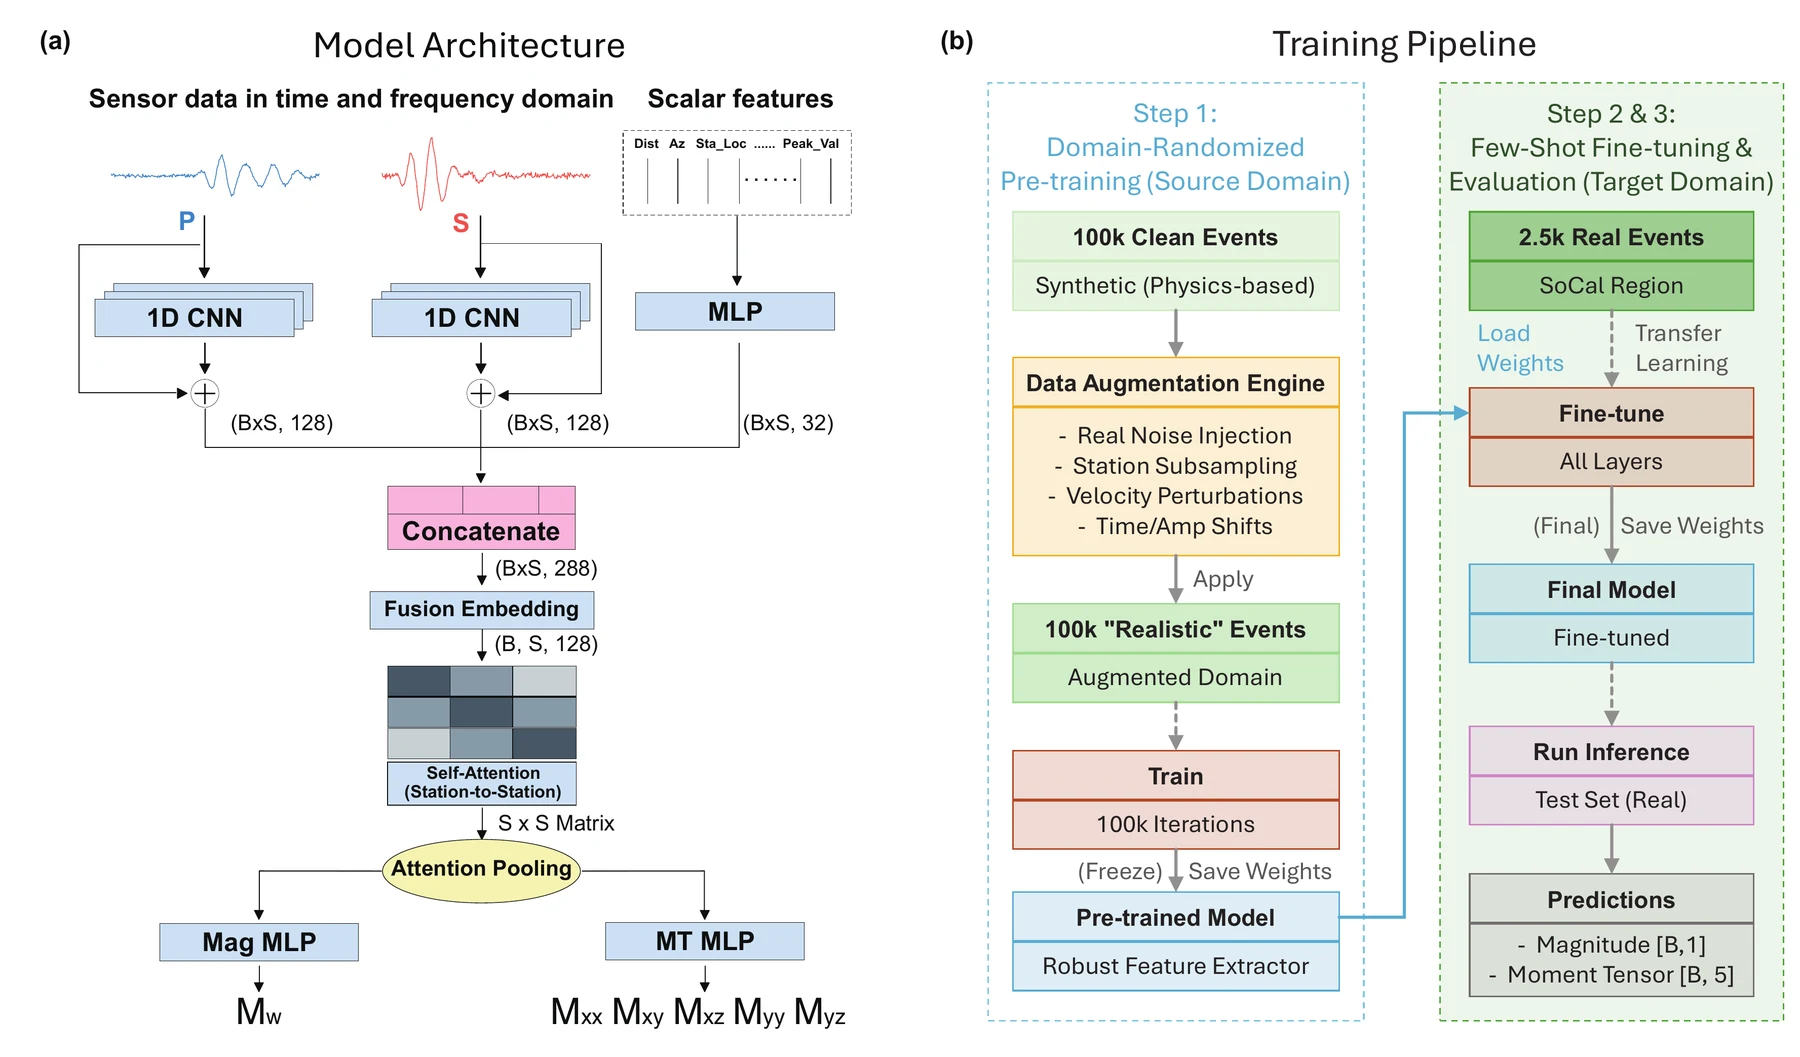 (a)
Model Architecture
Sensor data in time and frequency domain
Scalar features
Dist Az Sta_Loc ...... Peak_Val
P
S
1D CNN
1D CNN
MLP
(BxS, 128)
(BxS, 128)
(BxS, 32)
Concatenate
(BxS, 288)
Fusion Embedding
(B, S, 128)
Self-Attention
(Station-to-Station)
S x S Matrix
Attention Pooling
Mag MLP
MT MLP
Mw
Mxx Mxy Mxz Myy Myz
(b)
Training Pipeline
Step 1:
Domain-Randomized
Pre-training (Source Domain)
100k Clean Events
Synthetic (Physics-based)
Data Augmentation Engine
- Real Noise Injection
- Station Subsampling
- Velocity Perturbations
- Time/Amp Shifts
Apply
100k "Realistic" Events
Augmented Domain
Train
100k Iterations
(Freeze) Save Weights
Pre-trained Model
Robust Feature Extractor
Step 2 & 3:
Few-Shot Fine-tuning &
Evaluation (Target Domain)
2.5k Real Events
SoCal Region
Load
Weights
Transfer
Learning
Fine-tune
All Layers
(Final) Save Weights
Final Model
Fine-tuned
Run Inference
Test Set (Real)
Predictions
- Magnitude [B,1]
- Moment Tensor [B, 5]